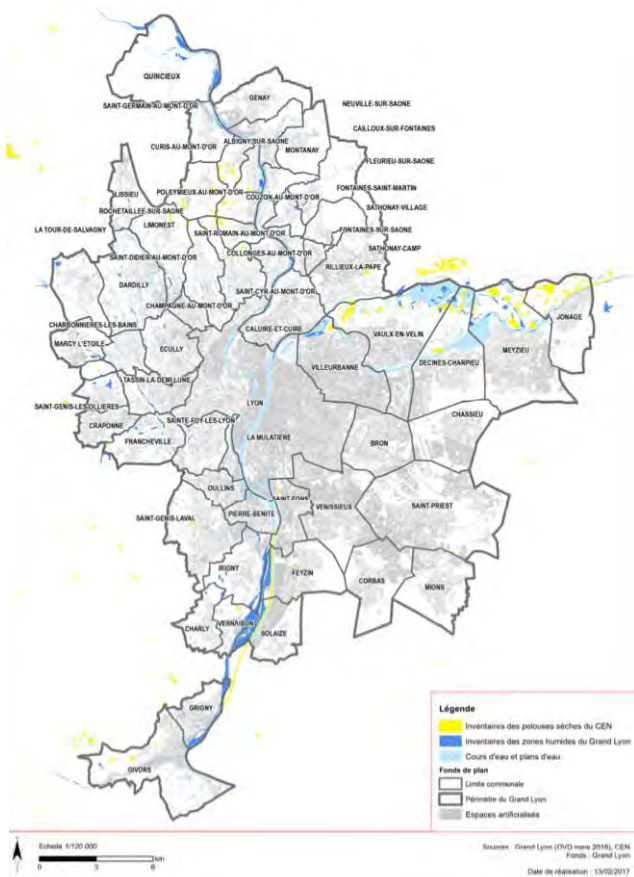 QUINCIEUX
GENAY
NEUVILLE-SUR-SAONE
SAINT-GERMAIN-AU-MONT-D'OR
CAILLOUX-SUR-FONTAINES
ALBIGNY-SUR-SAONE
CURIS-AU-MONT-D'OR
MONTANAY
FLEURIEU-SUR-SAONE
POLEYMIEUX-AU-MONT-D'OR
FONTAINES-SAINT-MARTIN
LISSIEU
COUZON-AU-MONT-D'OR
SATHONAY-VILLAGE
ROCHETAILLEE-SUR-SAONE
LIMONEST
LA TOUR-DE-SALVAGNY
SAINT-ROMAIN-AU-MONT-D'OR
FONTAINES-SUR-SAONE
SATHONAY-CAMP
COLLONGES-AU-MONT-D'OR
SAINT-DIDIER-AU-MONT-D'OR
RILLIEUX-LA-PAPE
DARDILLY
SAINT-CYR-AU-MONT-D'OR
CHAMPAGNE-AU-MONT-D'OR
JONAGE
CHARBONNIERES-LES-BAINS
CALUIRE-ET-CUIRE
VAULX-EN-VELIN
MARCY-L'ETOILE
ECULLY
MEYZIEU
VILLEURBANNE
DECINES-CHARPIEU
TASSIN-LA-DEMI-LUNE
LYON
SAINT-GENIS-LES-OLLIERES
CHASSIEU
CRAPONNE
SAINTE-FOY-LES-LYON
FRANCHEVILLE
LA MULATIERE
BRON
OULLINS
SAINT-FONS
VENISSIEUX
SAINT-PRIEST
SAINT-GENIS-LAVAL
PIERRE-BENITE
IRIGNY
FEYZIN
CORBAS
MIONS
CHARLY
VERNAISON
SOLAIZE
GRIGNY
GIVORS
Légende
Inventaires des pelouses sèches du CEN
Inventaires des zones humides du Grand Lyon
Cours d'eau et plans d'eau
Fonds de plan
Limite communale
Périmètre du Grand Lyon
Espaces artificialisés
Echelle 1/120 000
0 3 6 km
Sources : Grand Lyon (OVD mars 2016), CEN
Fonds : Grand Lyon
Date de réalisation : 13/02/2017